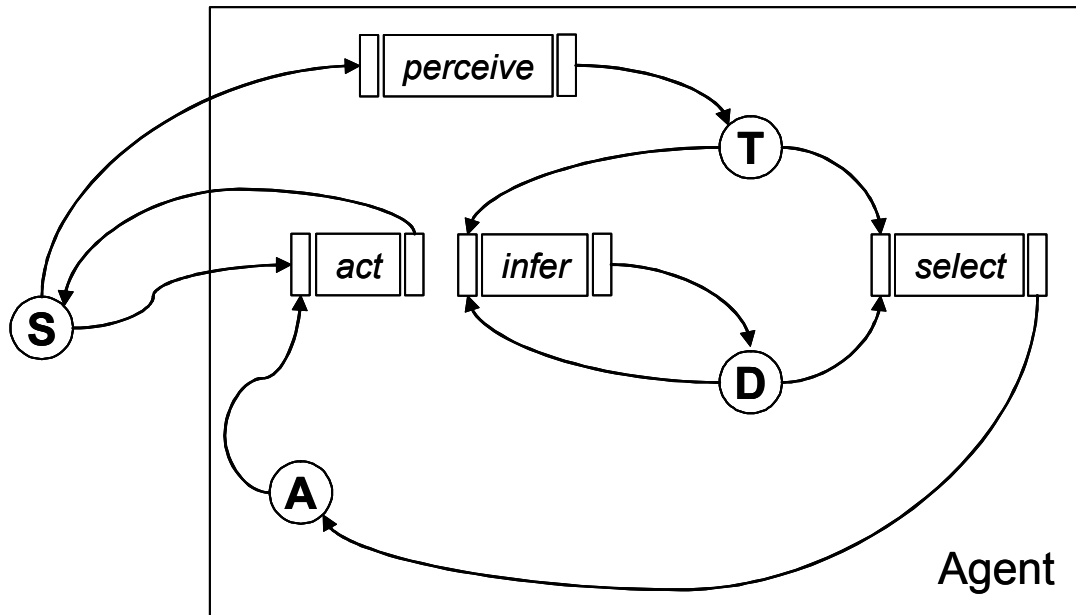 perceive
T
act
infer
select
S
D
A
Agent